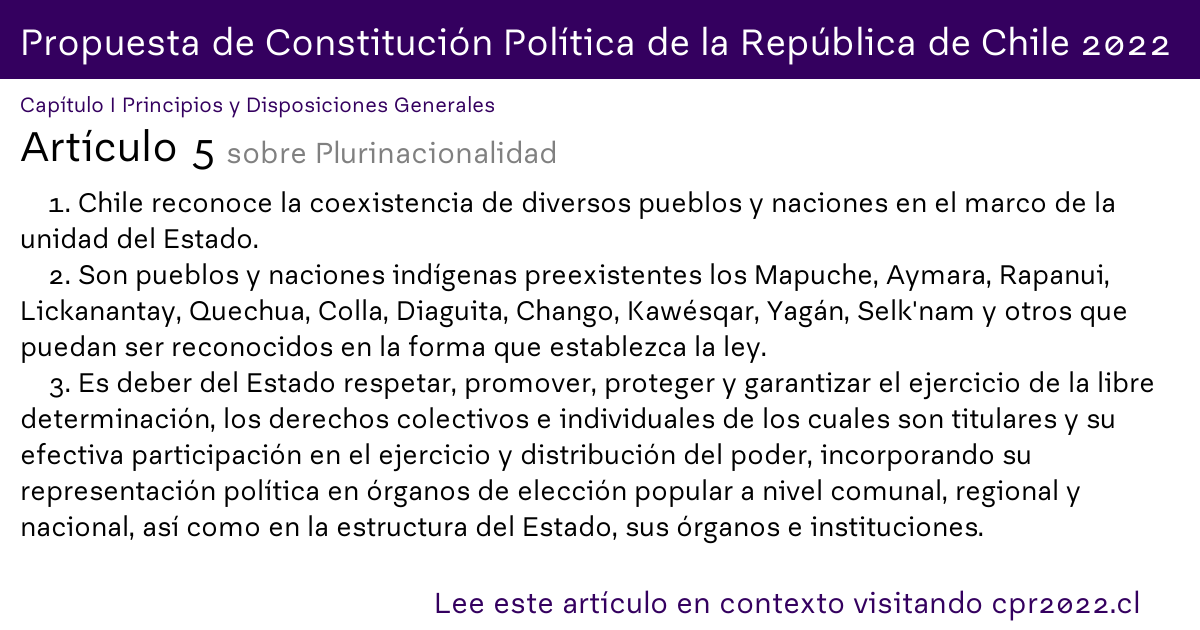 Propuesta de Constitución Política de la República de Chile 2022
Capítulo I Principios y Disposiciones Generales
Artículo 5 sobre Plurinacionalidad
1. Chile reconoce la coexistencia de diversos pueblos y naciones en el marco de la
unidad del Estado.
2. Son pueblos y naciones indígenas preexistentes los Mapuche, Aymara, Rapanui,
Lickanantay, Quechua, Colla, Diaguita, Chango, Kawésqar, Yagán, Selk'nam y otros que
puedan ser reconocidos en la forma que establezca la ley.
3. Es deber del Estado respetar, promover, proteger y garantizar el ejercicio de la libre
determinación, los derechos colectivos e individuales de los cuales son titulares y su
efectiva participación en el ejercicio y distribución del poder, incorporando su
representación política en órganos de elección popular a nivel comunal, regional y
nacional, así como en la estructura del Estado, sus órganos e instituciones.
Lee este artículo en contexto visitando cpr2022.cl